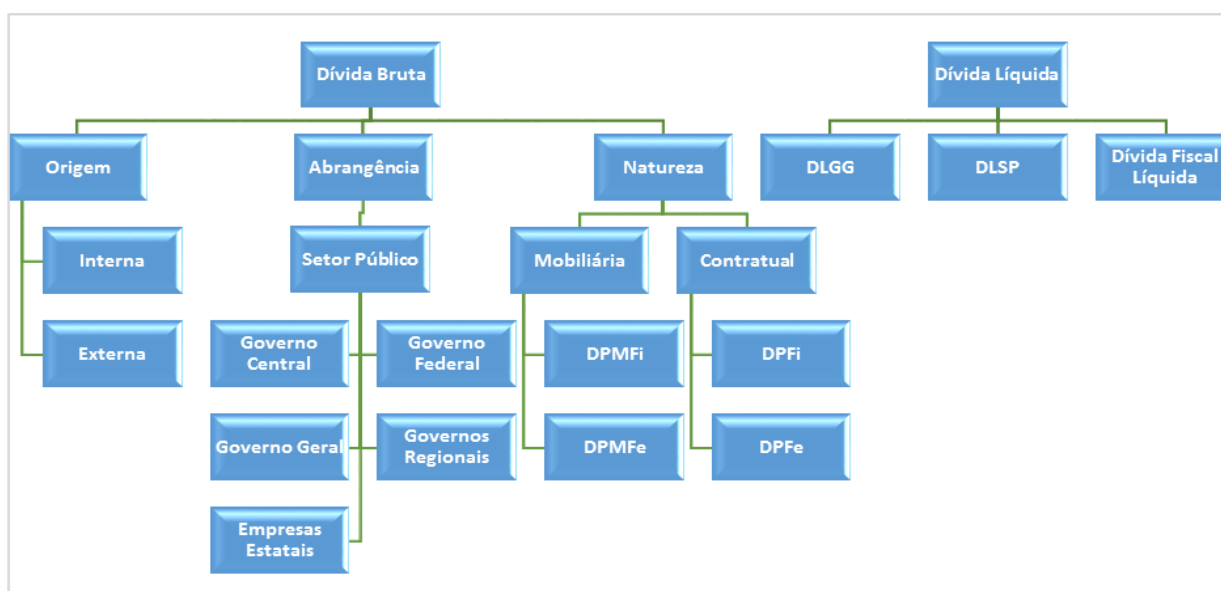 Dívida Bruta
Dívida Líquida
Origem
Abrangência
Natureza
DLGG
DLSP
Dívida Fiscal
Líquida
Interna
Setor Público
Mobiliária
Contratual
Externa
Governo
Central
Governo
Federal
DPMFi
DPFi
Governo Geral
Governos
Regionais
DPMFe
DPFe
Empresas
Estatais